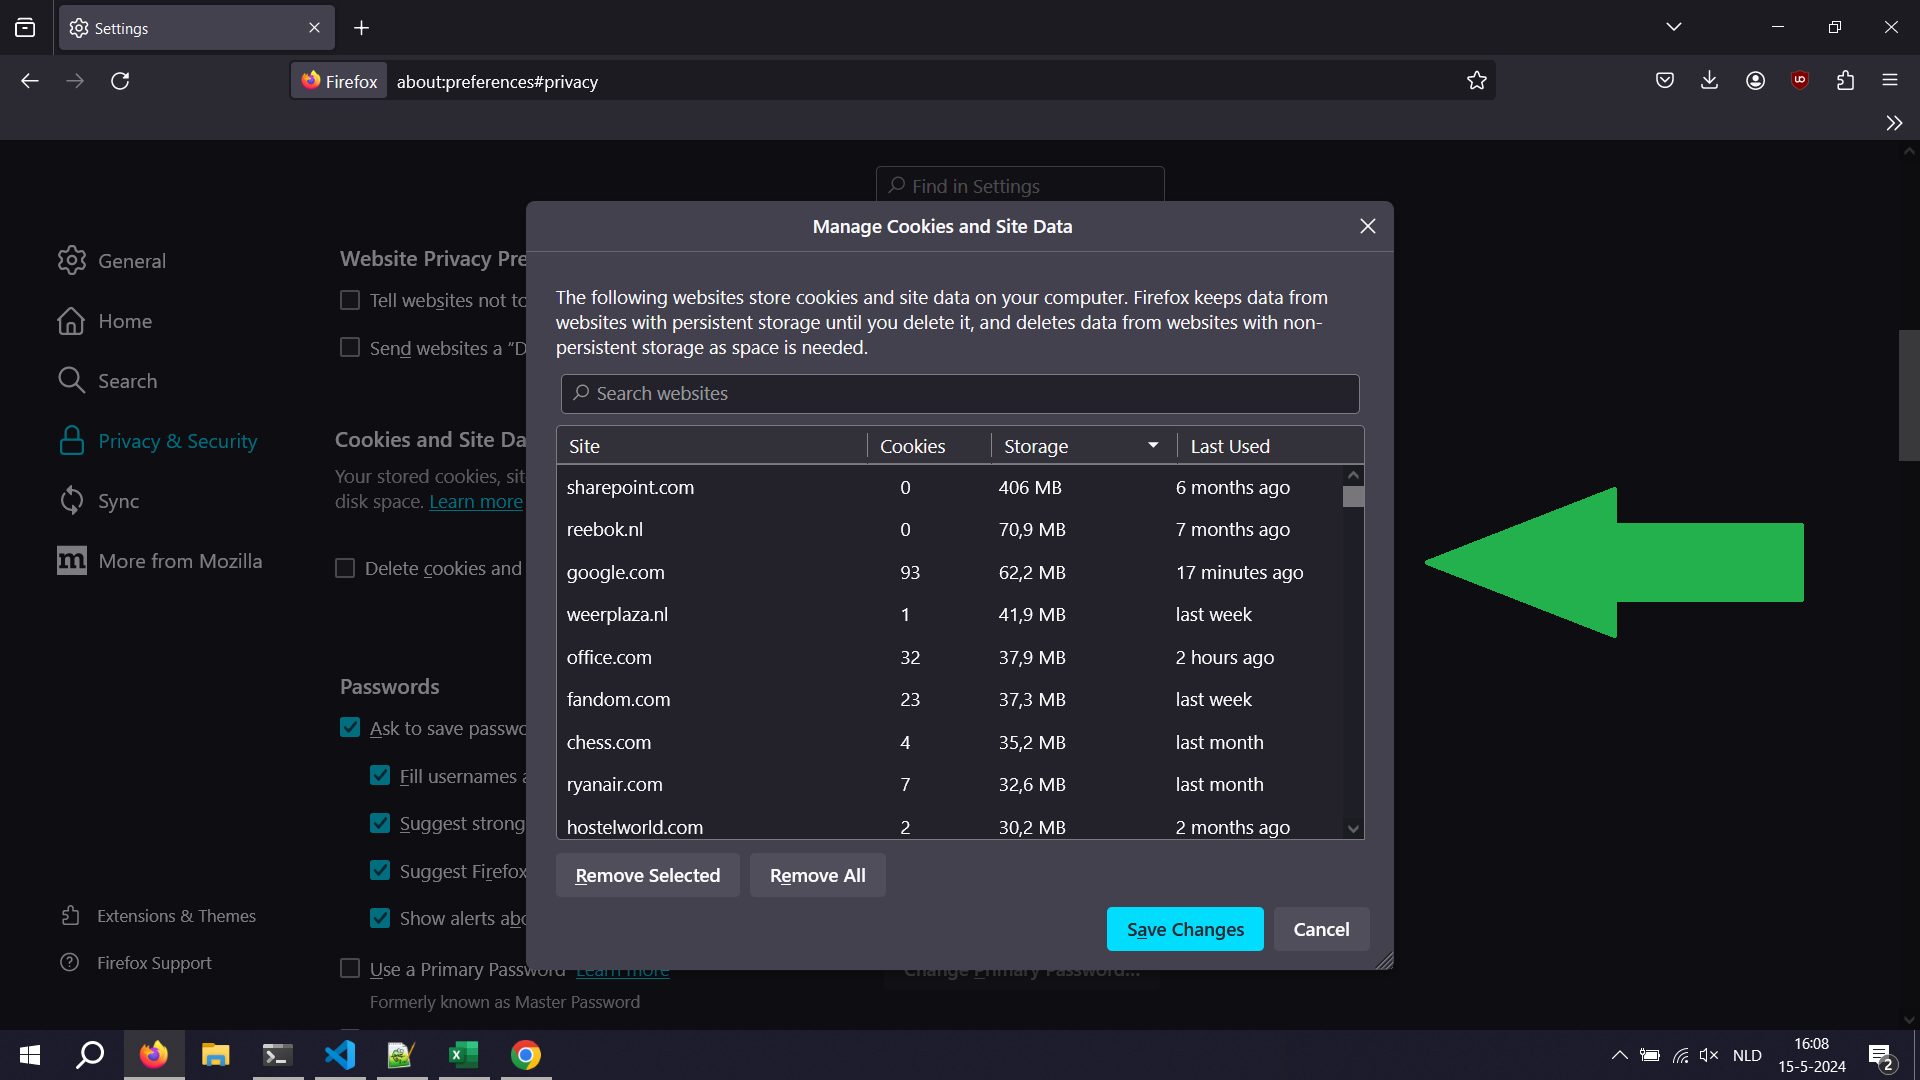 Settings
Firefox
about:preferences#privacy
Find in Settings
General
Home
Search
Privacy & Security
Sync
More from Mozilla
Extensions & Themes
Firefox Support
Website Privacy Pre
Tell websites not to
Send websites a "D
Cookies and Site Da
Your stored cookies, sit
disk space. Learn more
Delete cookies and
Passwords
Ask to save passwo
Fill usernames a
Suggest strong
Suggest Firefox
Show alerts abo
Use a Primary Password Learn more
Change Primary Password...
Formerly known as Master Password
Manage Cookies and Site Data
The following websites store cookies and site data on your computer. Firefox keeps data from
websites with persistent storage until you delete it, and deletes data from websites with non-
persistent storage as space is needed.
Search websites
Site Cookies Storage Last Used
sharepoint.com 0 406 MB 6 months ago
reebok.nl 0 70,9 MB 7 months ago
google.com 93 62,2 MB 17 minutes ago
weerplaza.nl 1 41,9 MB last week
office.com 32 37,9 MB 2 hours ago
fandom.com 23 37,3 MB last week
chess.com 4 35,2 MB last month
ryanair.com 7 32,6 MB last month
hostelworld.com 2 30,2 MB 2 months ago
Remove Selected Remove All
Save Changes Cancel
NLD
16:08
15-5-2024
2